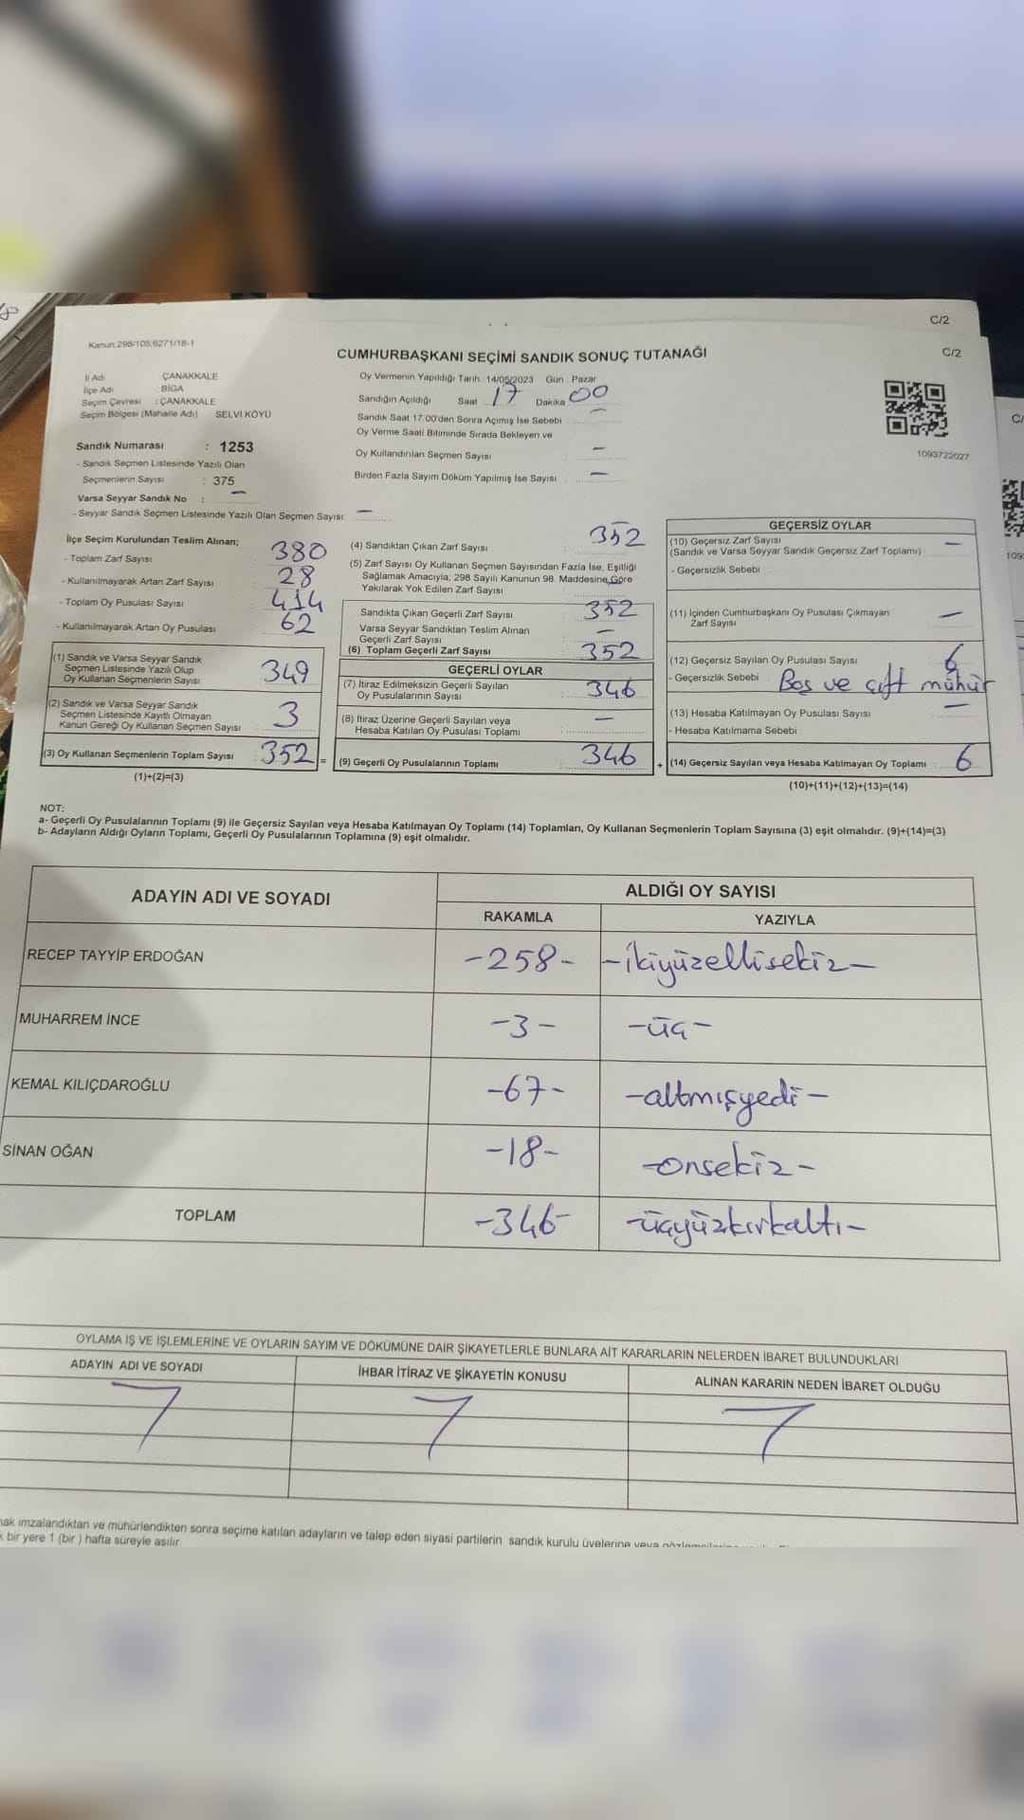 C/2
C/2
Kanun:298/105;6271/18-1
CUMHURBAŞKANI SEÇİMİ SANDIK SONUÇ TUTANAĞI
İl Adı ÇANAKKALE
İlçe Adı BİGA
Seçim Çevresi : ÇANAKKALE
Seçim Bölgesi (Mahalle Adı) SELVİ KÖYÜ
Sandık Numarası : 1253
- Sandık Seçmen Listesinde Yazılı Olan
Seçmenlerin Sayısı : 375
Varsa Seyyar Sandık No : -
- Seyyar Sandık Seçmen Listesinde Yazılı Olan Seçmen Sayısı: -
Oy Vermenin Yapıldığı Tarih: 14/05/2023 Gün : Pazar
Sandığın Açıldığı Saat 17 Dakika 00
Sandık Saat 17:00'den Sonra Açımış İse Sebebi -
Oy Verme Saati Bitiminde Sırada Bekleyen ve
Oy Kullandırılan Seçmen Sayısı -
Birden Fazla Sayım Döküm Yapılmış İse Sayısı -
1093722027
İlçe Seçim Kurulundan Teslim Alınan;
- Toplam Zarf Sayısı 380
- Kullanılmayarak Artan Zarf Sayısı 28
- Toplam Oy Pusulası Sayısı 414
- Kullanılmayarak Artan Oy Pusulası 62
(1) Sandık ve Varsa Seyyar Sandık
Seçmen Listesinde Yazılı Olup
Oy Kullanan Seçmenlerin Sayısı 349
(2) Sandık ve Varsa Seyyar Sandık
Seçmen Listesinde Kayıtlı Olmayan
Kanun Gereği Oy Kullanan Seçmen Sayısı 3
(3) Oy Kullanan Seçmenlerin Toplam Sayısı 352 =
(1)+(2)=(3)
(4) Sandıktan Çıkan Zarf Sayısı 352
(5) Zarf Sayısı Oy Kullanan Seçmen Sayısından Fazla İse, Eşitliği
Sağlamak Amacıyla; 298 Sayılı Kanunun 98. Maddesine Göre
Yakılarak Yok Edilen Zarf Sayısı
Sandıkta Çıkan Geçerli Zarf Sayısı 352
Varsa Seyyar Sandıktan Teslim Alınan
Geçerli Zarf Sayısı -
(6) Toplam Geçerli Zarf Sayısı 352
GEÇERLİ OYLAR
(7) İtiraz Edilmeksizin Geçerli Sayılan
Oy Pusulalarının Sayısı 346
(8) İtiraz Üzerine Geçerli Sayılan veya
Hesaba Katılan Oy Pusulası Toplamı -
(9) Geçerli Oy Pusulalarının Toplamı 346 +
GEÇERSİZ OYLAR
(10) Geçersiz Zarf Sayısı
(Sandık ve Varsa Seyyar Sandık Geçersiz Zarf Toplamı) -
- Geçersizlik Sebebi
(11) İçinden Cumhurbaşkanı Oy Pusulası Çıkmayan
Zarf Sayısı -
(12) Geçersiz Sayılan Oy Pusulası Sayısı 6
- Geçersizlik Sebebi Boş ve çift mühür
(13) Hesaba Katılmayan Oy Pusulası Sayısı -
- Hesaba Katılmama Sebebi
(14) Geçersiz Sayılan veya Hesaba Katılmayan Oy Toplamı : 6
(10)+(11)+(12)+(13)=(14)
NOT:
a- Geçerli Oy Pusulalarının Toplamı (9) ile Geçersiz Sayılan veya Hesaba Katılmayan Oy Toplamı (14) Toplamları, Oy Kullanan Seçmenlerin Toplam Sayısına (3) eşit olmalıdır. (9)+(14)=(3)
b- Adayların Aldığı Oyların Toplamı, Geçerli Oy Pusulalarının Toplamına (9) eşit olmalıdır.
ADAYIN ADI VE SOYADI ALDIĞI OY SAYISI
RAKAMLA YAZIYLA
RECEP TAYYİP ERDOĞAN -258- -ikiyüzellisekiz-
MUHARREM İNCE -3- -üç-
KEMAL KILIÇDAROĞLU -67- -altmışyedi-
SİNAN OĞAN -18- -onsekiz-
TOPLAM -346- -üçyüzkırkaltı-
OYLAMA İŞ VE İŞLEMLERİNE VE OYLARIN SAYIM VE DÖKÜMÜNE DAİR ŞİKAYETLERLE BUNLARA AİT KARARLARIN NELERDEN İBARET BULUNDUKLARI
ADAYIN ADI VE SOYADI İHBAR İTİRAZ VE ŞİKAYETİN KONUSU ALINAN KARARIN NEDEN İBARET OLDUĞU
imzalandıktan ve mühürlendikten sonra seçime katılan adayların ve talep eden siyasi partilerin sandık kurulu üyelerine veya
bir yere 1 (bir ) hafta süreyle asılır.